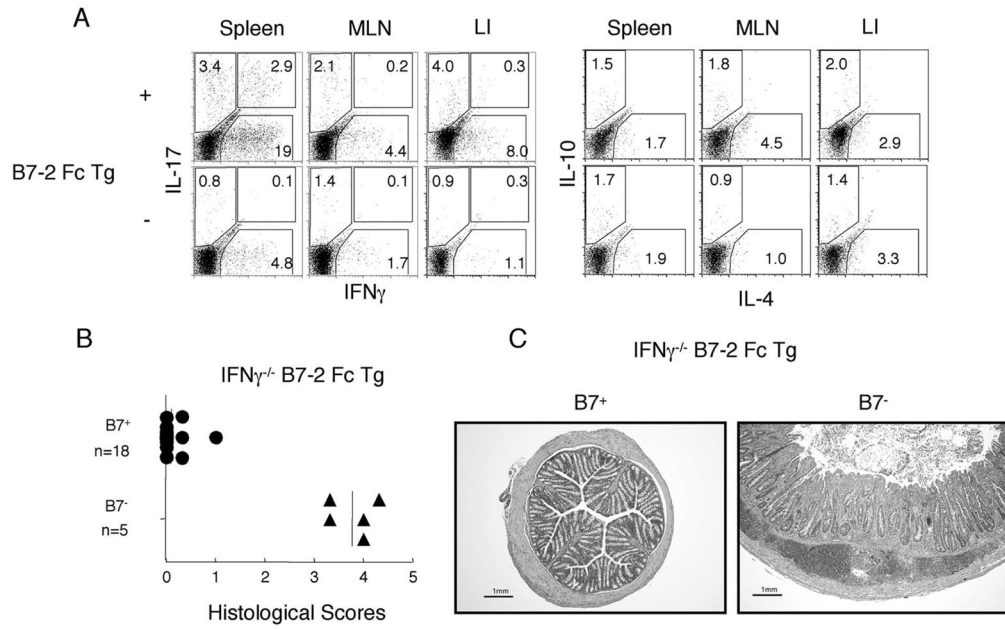 A
Spleen MLN LI Spleen MLN LI
3.4 2.9 2.1 0.2 4.0 0.3 1.5 1.8 2.0
+
19 4.4 8.0 1.7 4.5 2.9
B7-2 Fc Tg
IL-17
IL-10
0.8 0.1 1.4 0.1 0.9 0.3 1.7 0.9 1.4
-
4.8 1.7 1.1 1.9 1.0 3.3
IFNγ
IL-4
B
IFNγ-/- B7-2 Fc Tg
B7+
n=18
B7-
n=5
0 1 2 3 4 5
Histological Scores
C
IFNγ-/- B7-2 Fc Tg
B7+ B7-
1mm 1mm